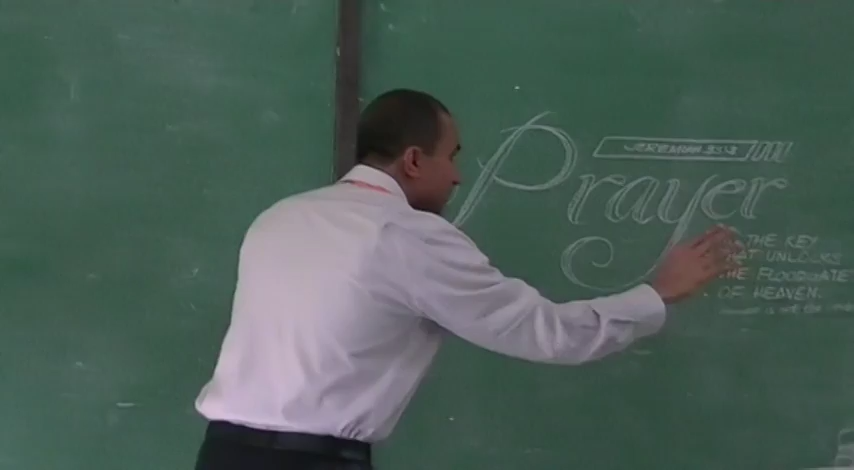 Prayer
JEREMIAH 33:3
THE KEY
THAT UNLOCKS
THE FLOODGATE
OF HEAVEN.